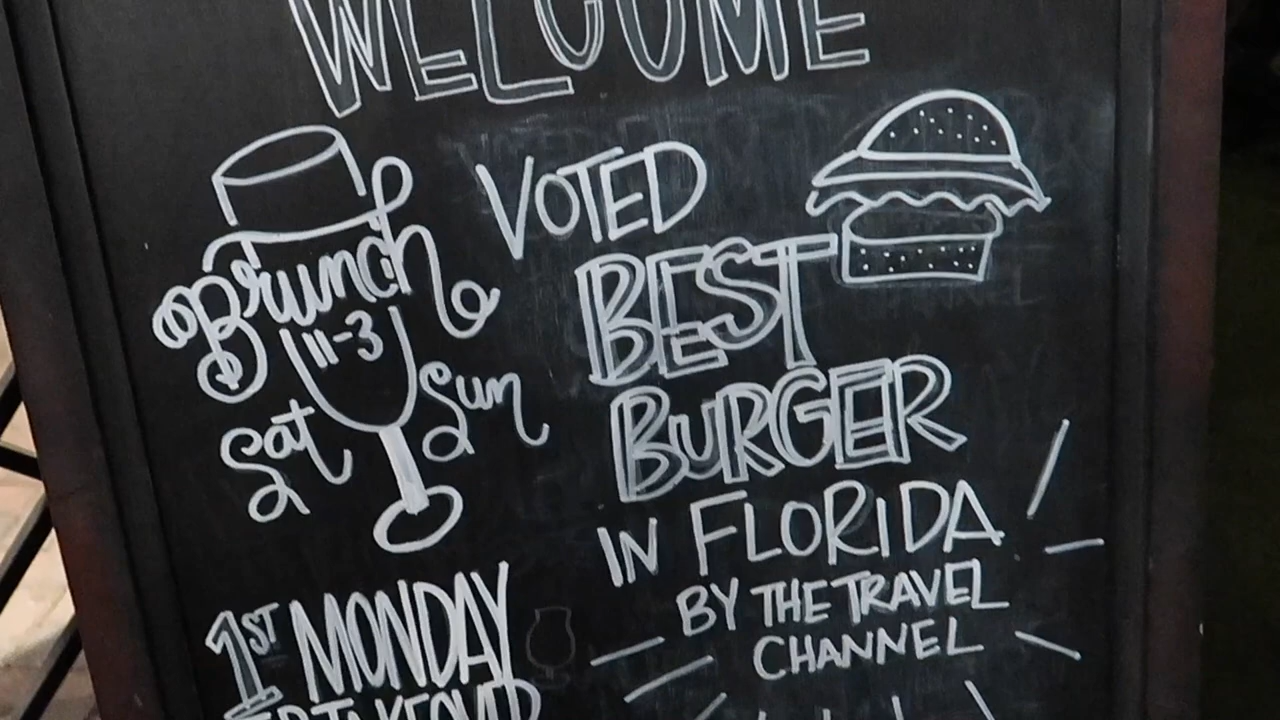 WELCOME
Brunch
11-3
Sat Sun
VOTED
BEST
BURGER
IN FLORIDA
BY THE TRAVEL
CHANNEL
1ST MONDAY